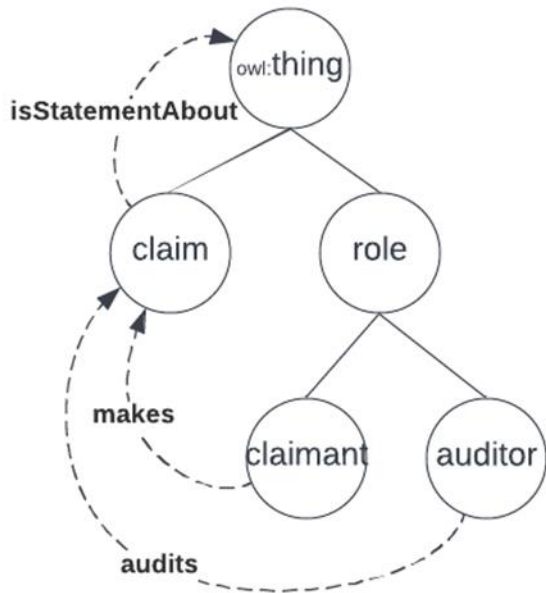 owl:thing
isStatementAbout
claim
role
makes
claimant
auditor
audits